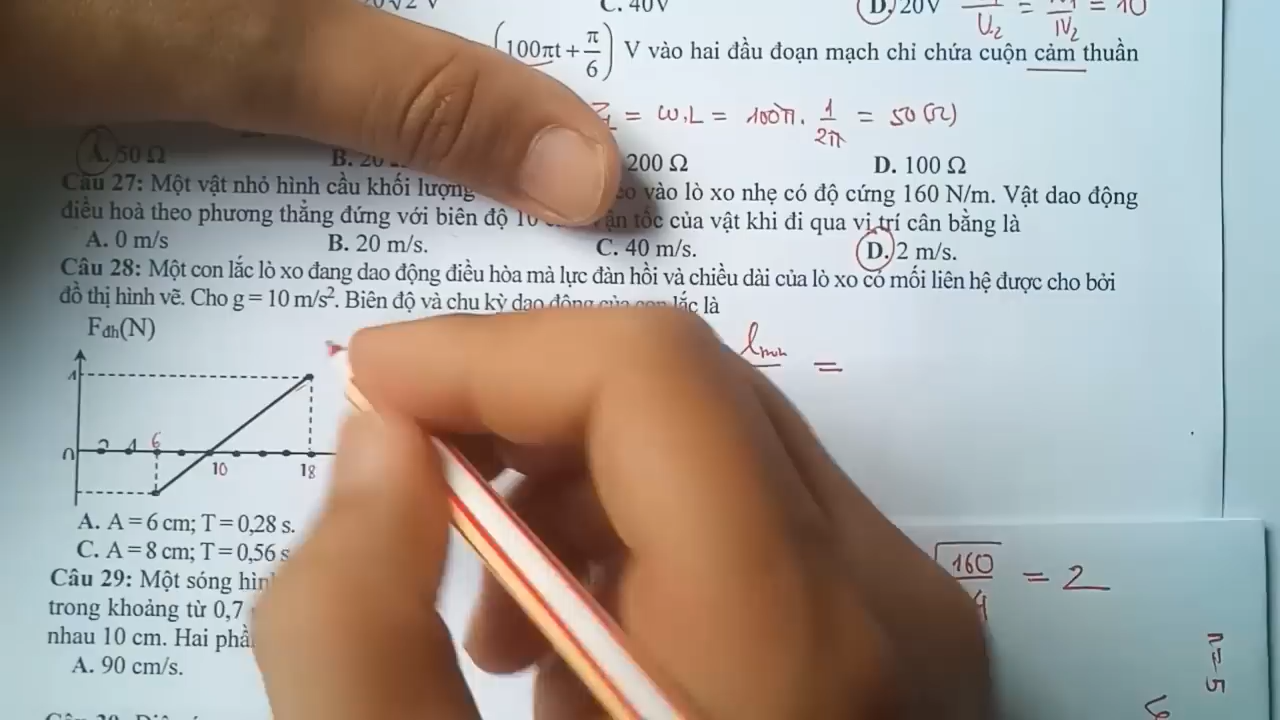 C. 40V D. 20V U₂ = IV₂ = 10
(100πt + π/6) V vào hai đầu đoạn mạch chỉ chứa cuộn cảm thuần
= ω.L = 100π. 1/2π = 50(Ω)
A. 50 Ω B. 20 200 Ω D. 100 Ω
Câu 27: Một vật nhỏ hình cầu khối lượng vào lò xo nhẹ có độ cứng 160 N/m. Vật dao động
điều hoà theo phương thẳng đứng với biên độ 10 tốc của vật khi đi qua vị trí cân bằng là
A. 0 m/s B. 20 m/s. C. 40 m/s. D. 2 m/s.
Câu 28: Một con lắc lò xo đang dao động điều hòa mà lực đàn hồi và chiều dài của lò xo có mối liên hệ được cho bởi
đồ thị hình vẽ. Cho g = 10 m/s². Biên độ và chu kỳ dao động của con lắc là
Fđh(N)
l =
0 2 4 6
10 18
A. A = 6 cm; T = 0,28 s.
C. A = 8 cm; T = 0,56 s
√160/4 = 2
Câu 29: Một sóng hình
trong khoảng từ 0,7
nhau 10 cm. Hai phần
A. 90 cm/s.
n=5